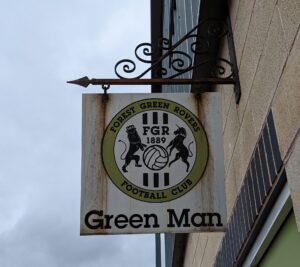 FOREST GREEN ROVERS
FGR
1889
FOOTBALL CLUB
Green Man